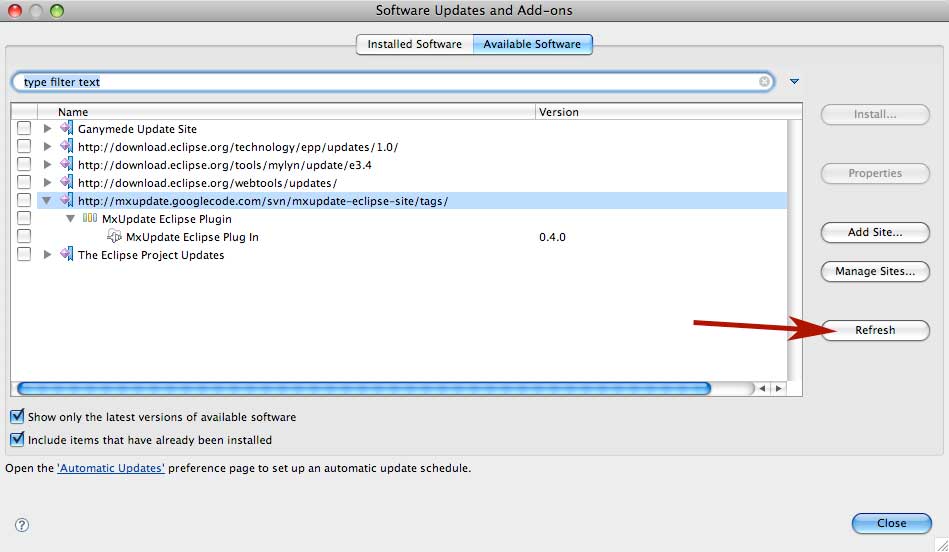 Software Updates and Add-ons
Installed Software
Available Software
type filter text
Name
Version
Install...
Ganymede Update Site
http://download.eclipse.org/technology/epp/updates/1.0/
http://download.eclipse.org/tools/mylyn/update/e3.4
Properties
http://download.eclipse.org/webtools/updates/
http://mxupdate.googlecode.com/svn/mxupdate-eclipse-site/tags/
MxUpdate Eclipse Plugin
Add Site...
MxUpdate Eclipse Plug In
0.4.0
The Eclipse Project Updates
Manage Sites...
Refresh
Show only the latest versions of available software
Include items that have already been installed
Open the 'Automatic Updates' preference page to set up an automatic update schedule.
?
Close